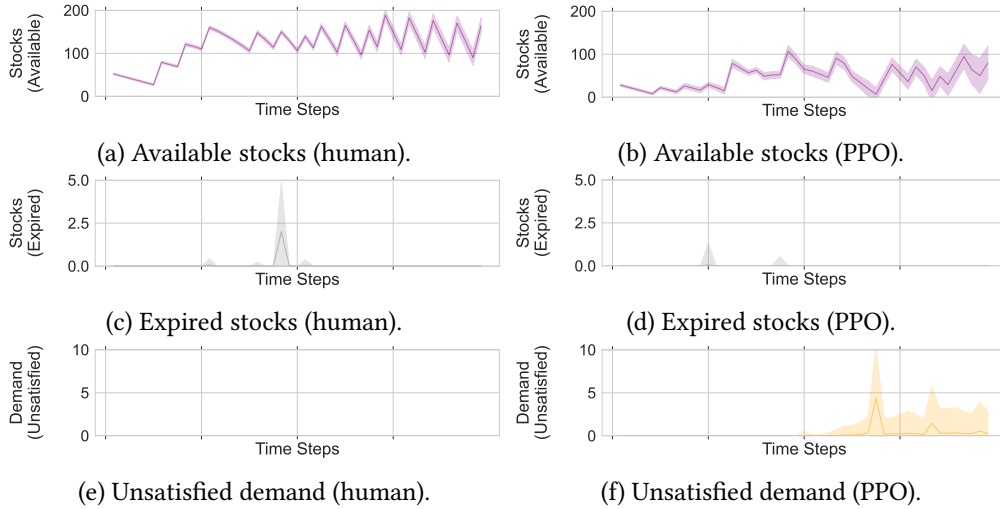 Stocks
(Available)
200
100
0
Time Steps
(a) Available stocks (human).
Stocks
(Available)
200
100
0
Time Steps
(b) Available stocks (PPO).
Stocks
(Expired)
5.0
2.5
0.0
Time Steps
(c) Expired stocks (human).
Stocks
(Expired)
5.0
2.5
0.0
Time Steps
(d) Expired stocks (PPO).
Demand
(Unsatisfied)
10
5
0
Time Steps
(e) Unsatisfied demand (human).
Demand
(Unsatisfied)
10
5
0
Time Steps
(f) Unsatisfied demand (PPO).